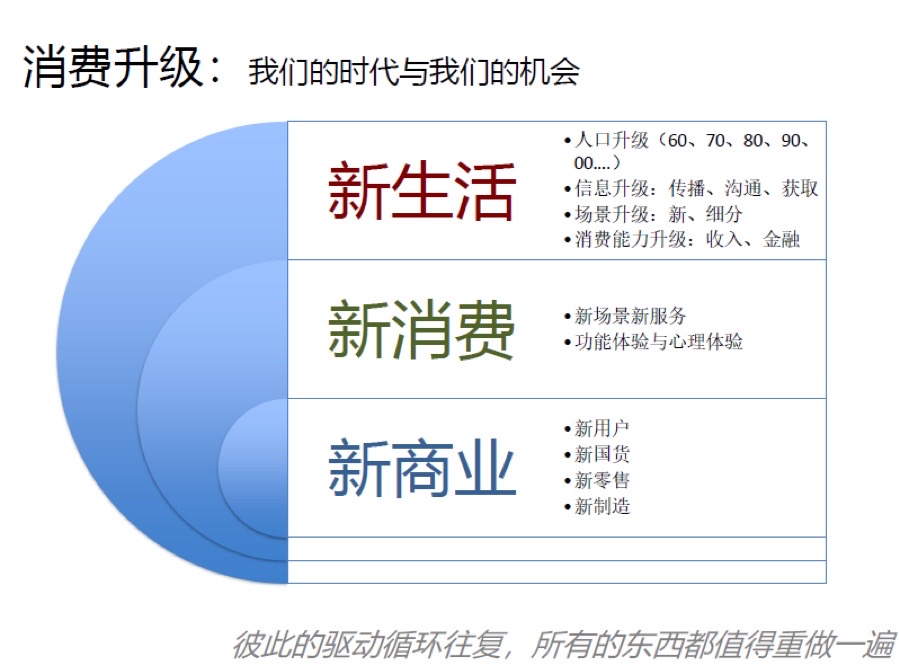 消费升级：我们的时代与我们的机会
新生活
•人口升级（60、70、80、90、
00....）
•信息升级：传播、沟通、获取
•场景升级：新、细分
•消费能力升级：收入、金融
新消费
•新场景新服务
•功能体验与心理体验
新商业
•新用户
•新国货
•新零售
•新制造
彼此的驱动循环往复，所有的东西都值得重做一遍